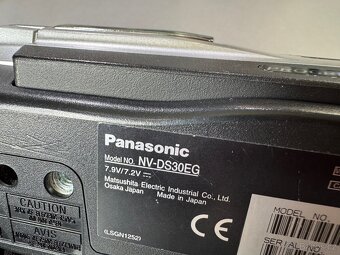 Panasonic
Model NO. NV-DS30EG
7.9V/7.2V
Matsushita Electric Industrial Co., Ltd.
Osaka Japan Made in Japan
CE
(LSGN1252)
CAUTION
AVIS
MODEL NO.
SERIAL NO.